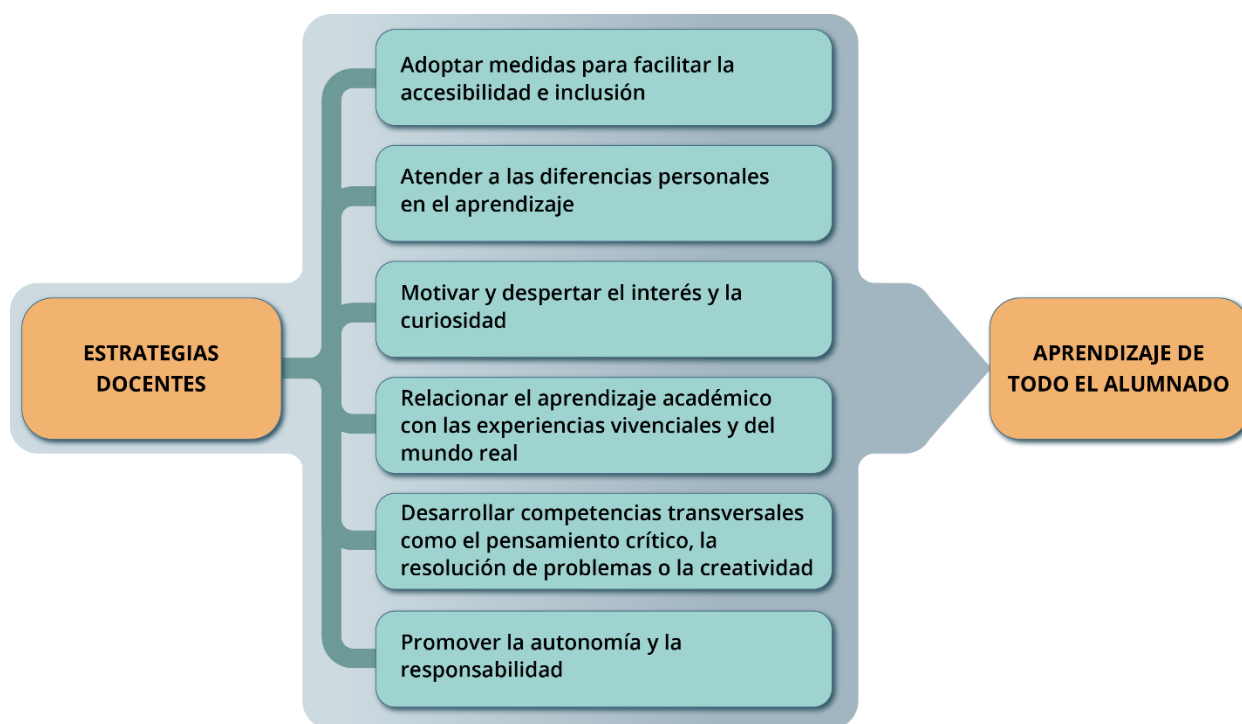 Adoptar medidas para facilitar la
accesibilidad e inclusión
Atender a las diferencias personales
en el aprendizaje
Motivar y despertar el interés y la
curiosidad
ESTRATEGIAS
DOCENTES
APRENDIZAJE DE
TODO EL ALUMNADO
Relacionar el aprendizaje académico
con las experiencias vivenciales y del
mundo real
Desarrollar competencias transversales
como el pensamiento crítico, la
resolución de problemas o la creatividad
Promover la autonomía y la
responsabilidad